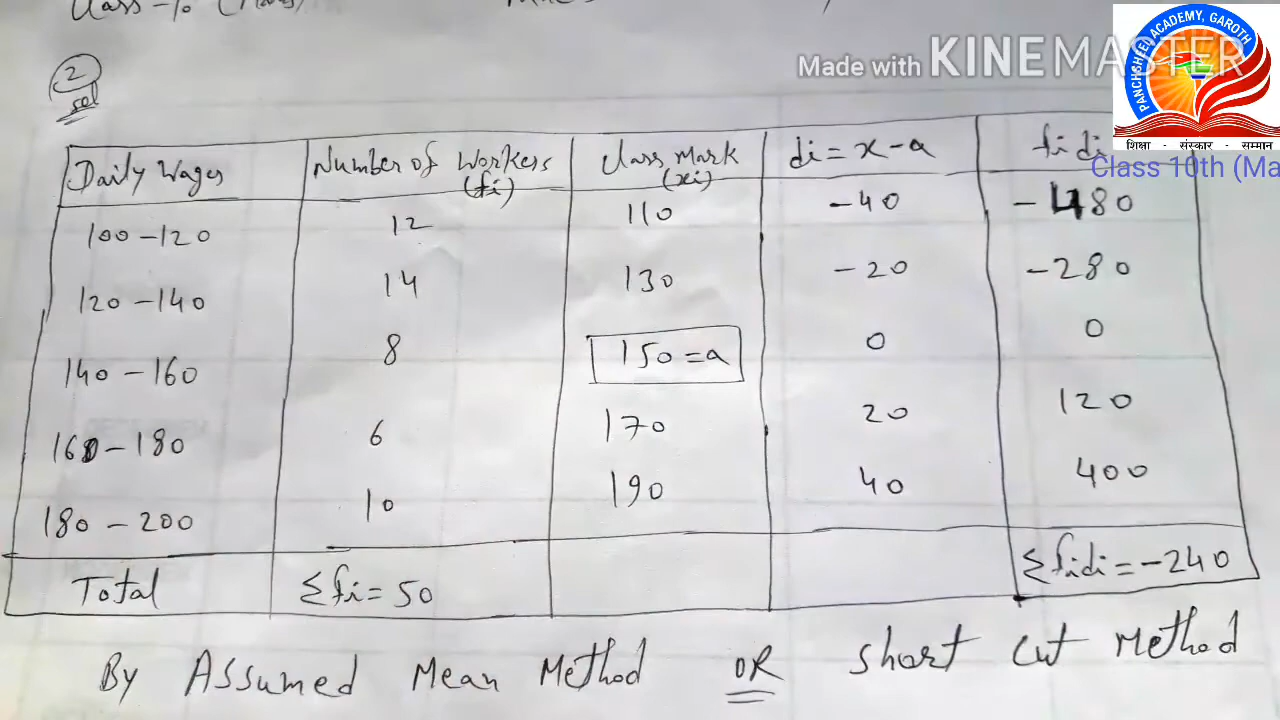 Class-10 (Maths)
Made with KINEMASTER
PANCHSHEEL ACADEMY, GAROTH
शिक्षा - संस्कार - सम्मान
Class 10th (Ma
2
sol
Daily Wages Number of Workers (fi) Class Mark (xi) di = x - a fidi
100 - 120 12 110 - 40 - 480
120 - 140 14 130 - 20 - 280
140 - 160 8 150 = a 0 0
160 - 180 6 170 20 120
180 - 200 10 190 40 400
Total Σfi = 50 Σfidi = -240
By Assumed Mean Method OR Short Cut Method